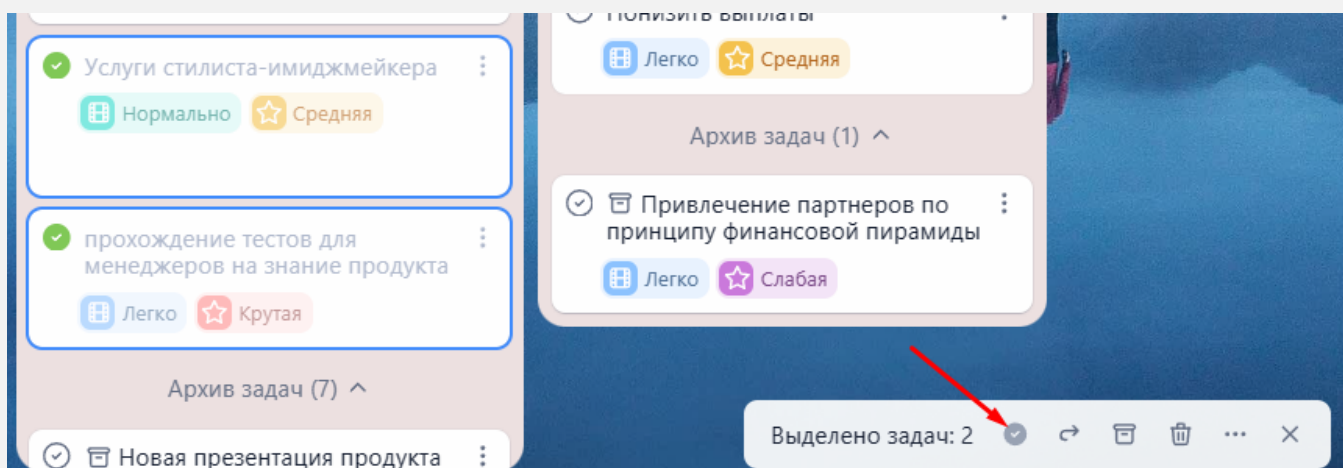 Услуги стилиста-имиджмейкера
Нормально Средняя
прохождение тестов для
менеджеров на знание продукта
Легко Крутая
Архив задач (7)
Новая презентация продукта
Понизить выплаты
Легко Средняя
Архив задач (1)
Привлечение партнеров по
принципу финансовой пирамиды
Легко Слабая
Выделено задач: 2